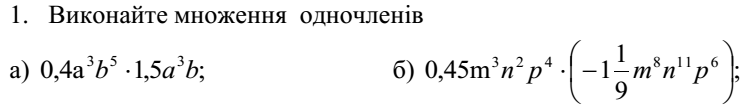 1. Виконайте множення одночленів
а) 0,4a³b⁵ · 1,5a³b; б) 0,45m³n²p⁴ · (−1 1/9 m⁸n¹¹p⁶);